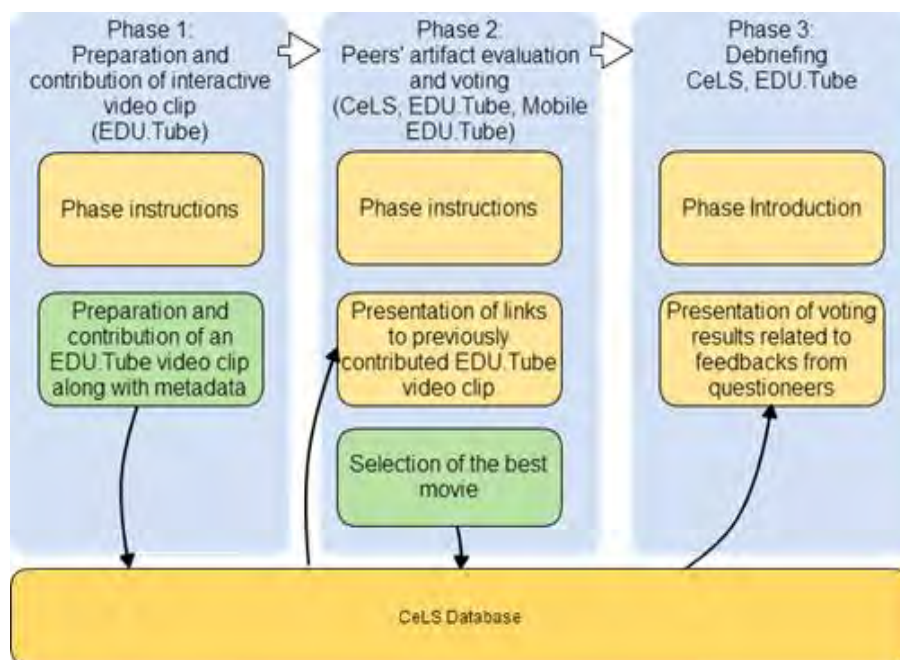 Phase 1:
Preparation and
contribution of interactive
video clip
(EDU.Tube)
Phase instructions
Preparation and
contribution of an
EDU.Tube video clip
along with metadata
Phase 2:
Peers' artifact evaluation
and voting
(CeLS, EDU.Tube, Mobile
EDU.Tube)
Phase instructions
Presentation of links
to previously
contributed EDU.Tube
video clip
Selection of the best
movie
Phase 3:
Debriefing
CeLS, EDU.Tube
Phase Introduction
Presentation of voting
results related to
feedbacks from
questioneers
CeLS Database